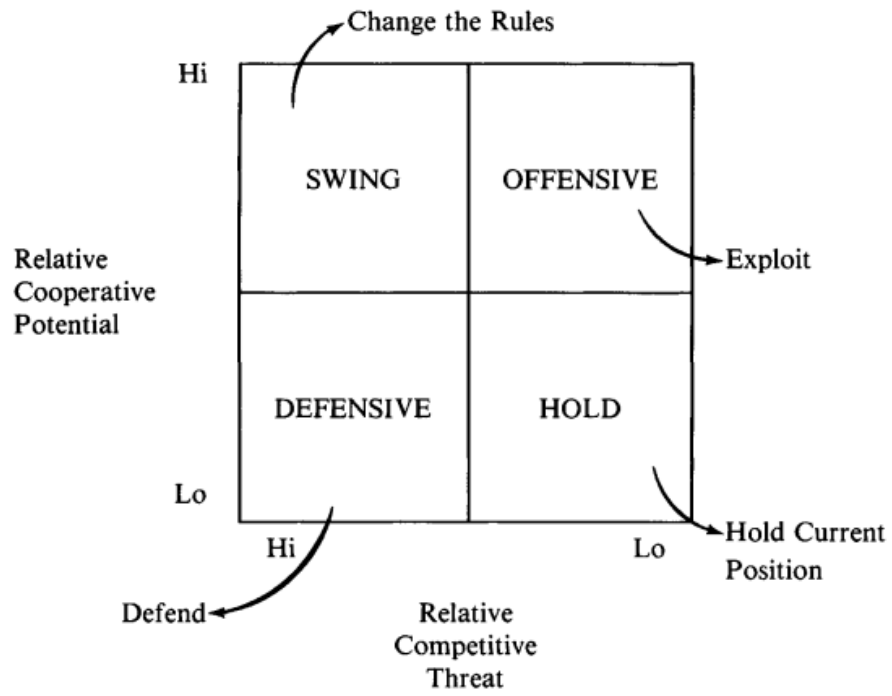 Change the Rules
Hi
SWING
OFFENSIVE
Relative
Cooperative
Potential
Exploit
DEFENSIVE
HOLD
Lo
Hi
Lo
Hold Current
Position
Defend
Relative
Competitive
Threat